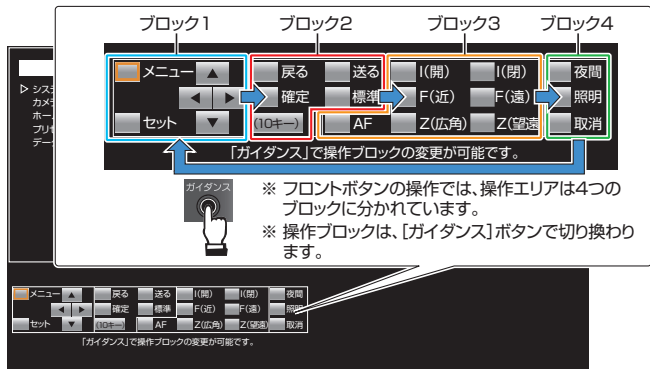 ブロック1 ブロック2 ブロック3 ブロック4
メニュー ▲ 戻る 送る I(開) I(閉) 夜間
◀ ▶ 確定 標準 F(近) F(遠) 照明
セット ▼ (10キー) AF Z(広角) Z(望遠 取消
「ガイダンス」で操作ブロックの変更が可能です。
ガイダンス
※ フロントボタンの操作では、操作エリアは4つの
ブロックに分かれています。
※ 操作ブロックは、[ガイダンス]ボタンで切り換わり
ます。
▷ システ
カメラ
ホー
プリセ
データ
メニュー ▲ 戻る 送る I(開) I(閉) 夜間
◀ ▶ 確定 標準 F(近) F(遠) 照明
セット ▼ (10キー) AF Z(広角) Z(望遠) 取消
「ガイダンス」で操作ブロックの変更が可能です。